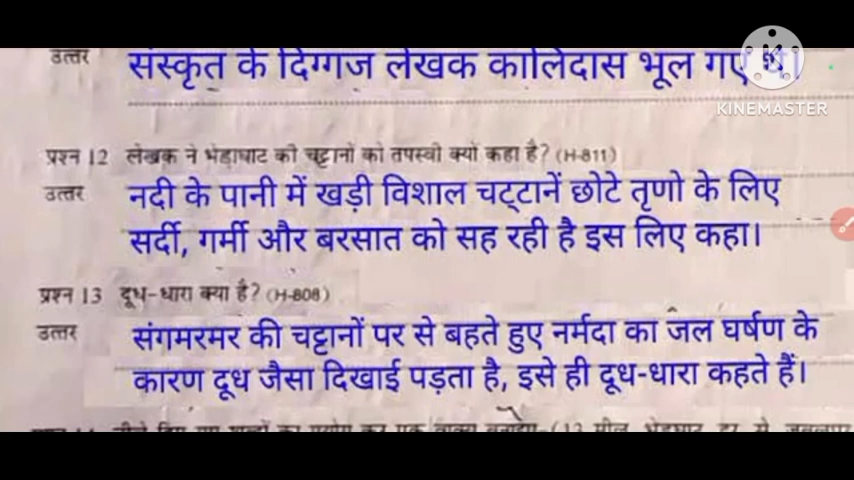 KINEMASTER
उत्तर संस्कृत के दिग्गज लेखक कालिदास भूल गए थे।
प्रश्न 12 लेखक ने भेड़ाघाट की चट्टानों को तपस्वी क्यों कहा है? (H-811)
उत्तर नदी के पानी में खड़ी विशाल चट्टानें छोटे तृणो के लिए
सर्दी, गर्मी और बरसात को सह रही है इस लिए कहा।
प्रश्न 13 दूध-धारा क्या है? (H-808)
उत्तर संगमरमर की चट्टानों पर से बहते हुए नर्मदा का जल घर्षण के
कारण दूध जैसा दिखाई पड़ता है, इसे ही दूध-धारा कहते हैं।